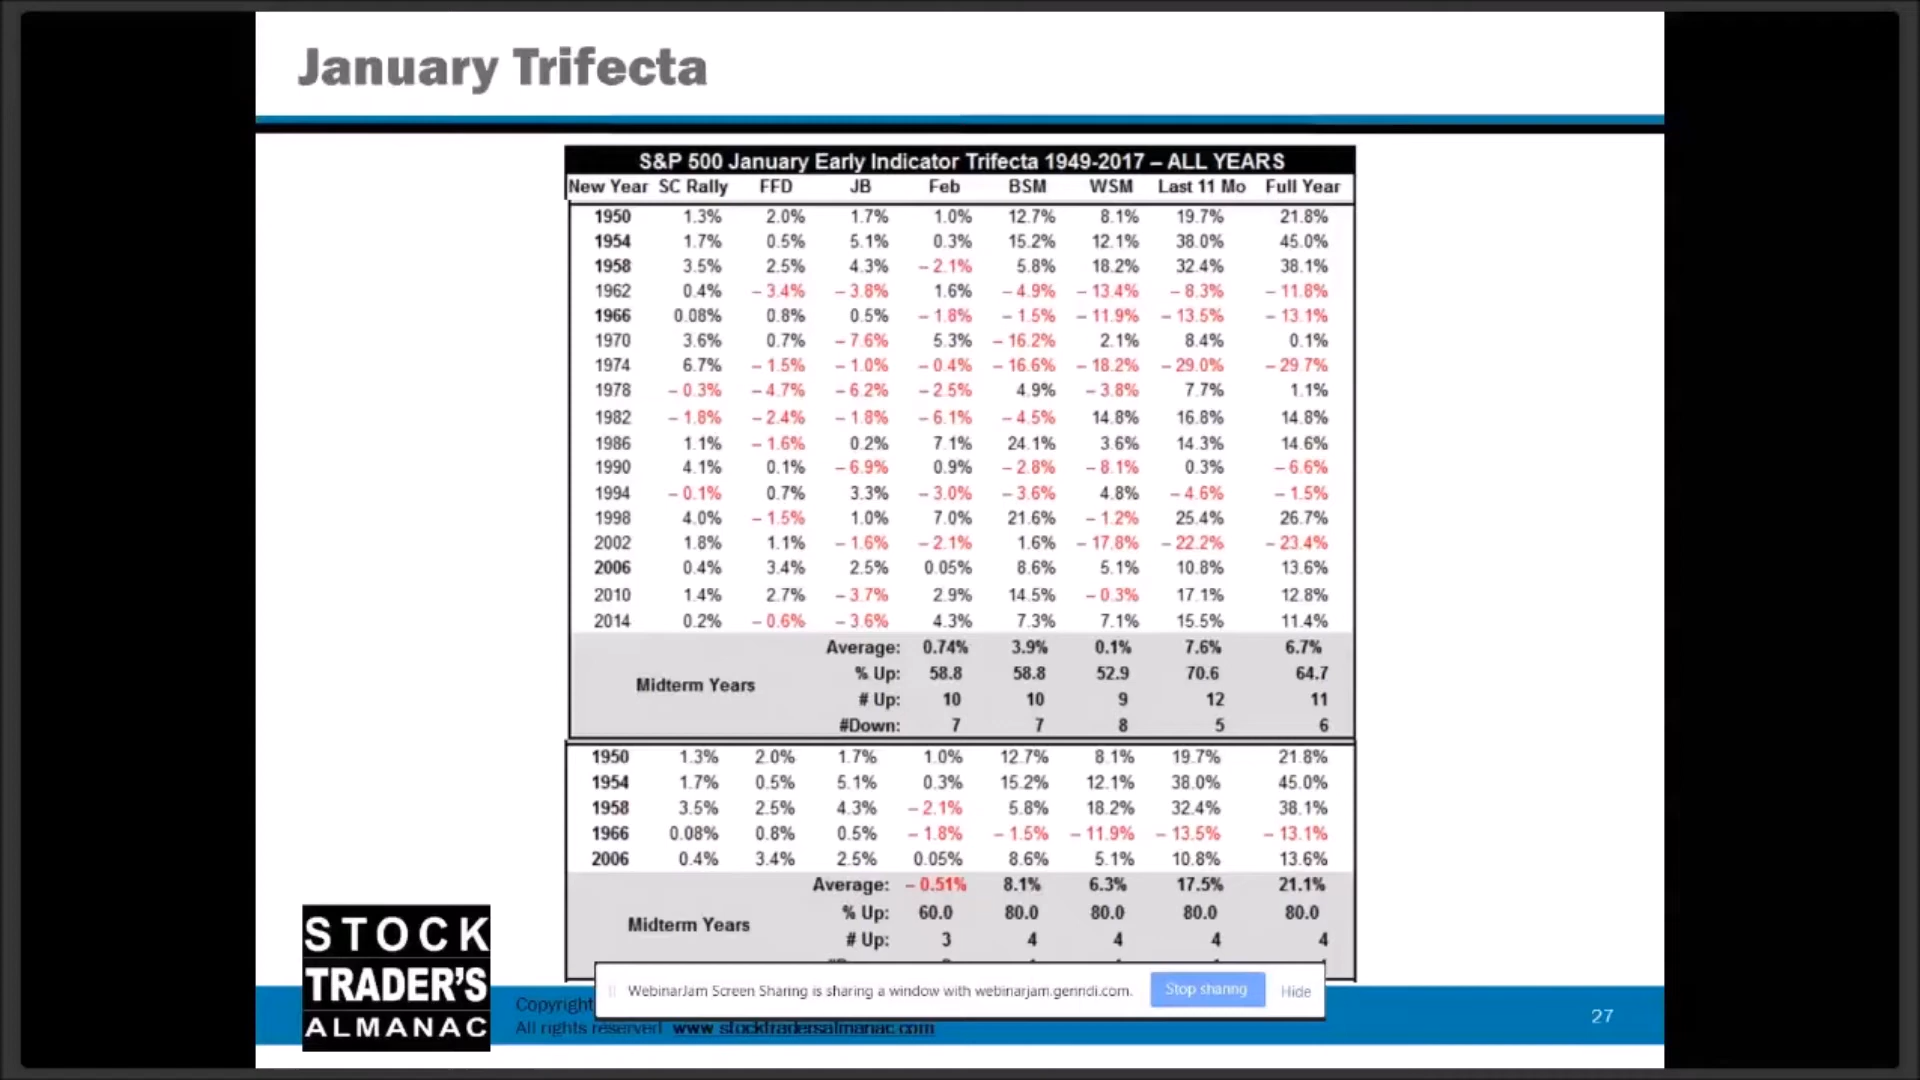 January Trifecta
S&P 500 January Early Indicator Trifecta 1949-2017 – ALL YEARS
New Year SC Rally FFD JB Feb BSM WSM Last 11 Mo Full Year
1950 1.3% 2.0% 1.7% 1.0% 12.7% 8.1% 19.7% 21.8%
1954 1.7% 0.5% 5.1% 0.3% 15.2% 12.1% 38.0% 45.0%
1958 3.5% 2.5% 4.3% – 2.1% 5.8% 18.2% 32.4% 38.1%
1962 0.4% – 3.4% – 3.8% 1.6% – 4.9% – 13.4% – 8.3% – 11.8%
1966 0.08% 0.8% 0.5% – 1.8% – 1.5% – 11.9% – 13.5% – 13.1%
1970 3.6% 0.7% – 7.6% 5.3% – 16.2% 2.1% 8.4% 0.1%
1974 6.7% – 1.5% – 1.0% – 0.4% – 16.6% – 18.2% – 29.0% – 29.7%
1978 – 0.3% – 4.7% – 6.2% – 2.5% 4.9% – 3.8% 7.7% 1.1%
1982 – 1.8% – 2.4% – 1.8% – 6.1% – 4.5% 14.8% 16.8% 14.8%
1986 1.1% – 1.6% 0.2% 7.1% 24.1% 3.6% 14.3% 14.6%
1990 4.1% 0.1% – 6.9% 0.9% – 2.8% – 8.1% 0.3% – 6.6%
1994 – 0.1% 0.7% 3.3% – 3.0% – 3.6% 4.8% – 4.6% – 1.5%
1998 4.0% – 1.5% 1.0% 7.0% 21.6% – 1.2% 25.4% 26.7%
2002 1.8% 1.1% – 1.6% – 2.1% 1.6% – 17.8% – 22.2% – 23.4%
2006 0.4% 3.4% 2.5% 0.05% 8.6% 5.1% 10.8% 13.6%
2010 1.4% 2.7% – 3.7% 2.9% 14.5% – 0.3% 17.1% 12.8%
2014 0.2% – 0.6% – 3.6% 4.3% 7.3% 7.1% 15.5% 11.4%
Average: 0.74% 3.9% 0.1% 7.6% 6.7%
% Up: 58.8 58.8 52.9 70.6 64.7
Midterm Years
# Up: 10 10 9 12 11
#Down: 7 7 8 5 6
1950 1.3% 2.0% 1.7% 1.0% 12.7% 8.1% 19.7% 21.8%
1954 1.7% 0.5% 5.1% 0.3% 15.2% 12.1% 38.0% 45.0%
1958 3.5% 2.5% 4.3% – 2.1% 5.8% 18.2% 32.4% 38.1%
1966 0.08% 0.8% 0.5% – 1.8% – 1.5% – 11.9% – 13.5% – 13.1%
2006 0.4% 3.4% 2.5% 0.05% 8.6% 5.1% 10.8% 13.6%
Average: – 0.51% 8.1% 6.3% 17.5% 21.1%
% Up: 60.0 80.0 80.0 80.0 80.0
Midterm Years
# Up: 3 4 4 4 4
STOCK
TRADER'S
ALMANAC
WebinarJam Screen Sharing is sharing a window with webinarjam.genndi.com. Stop sharing Hide
Copyright
All rights reserved www.stocktradersalmanac.com
27